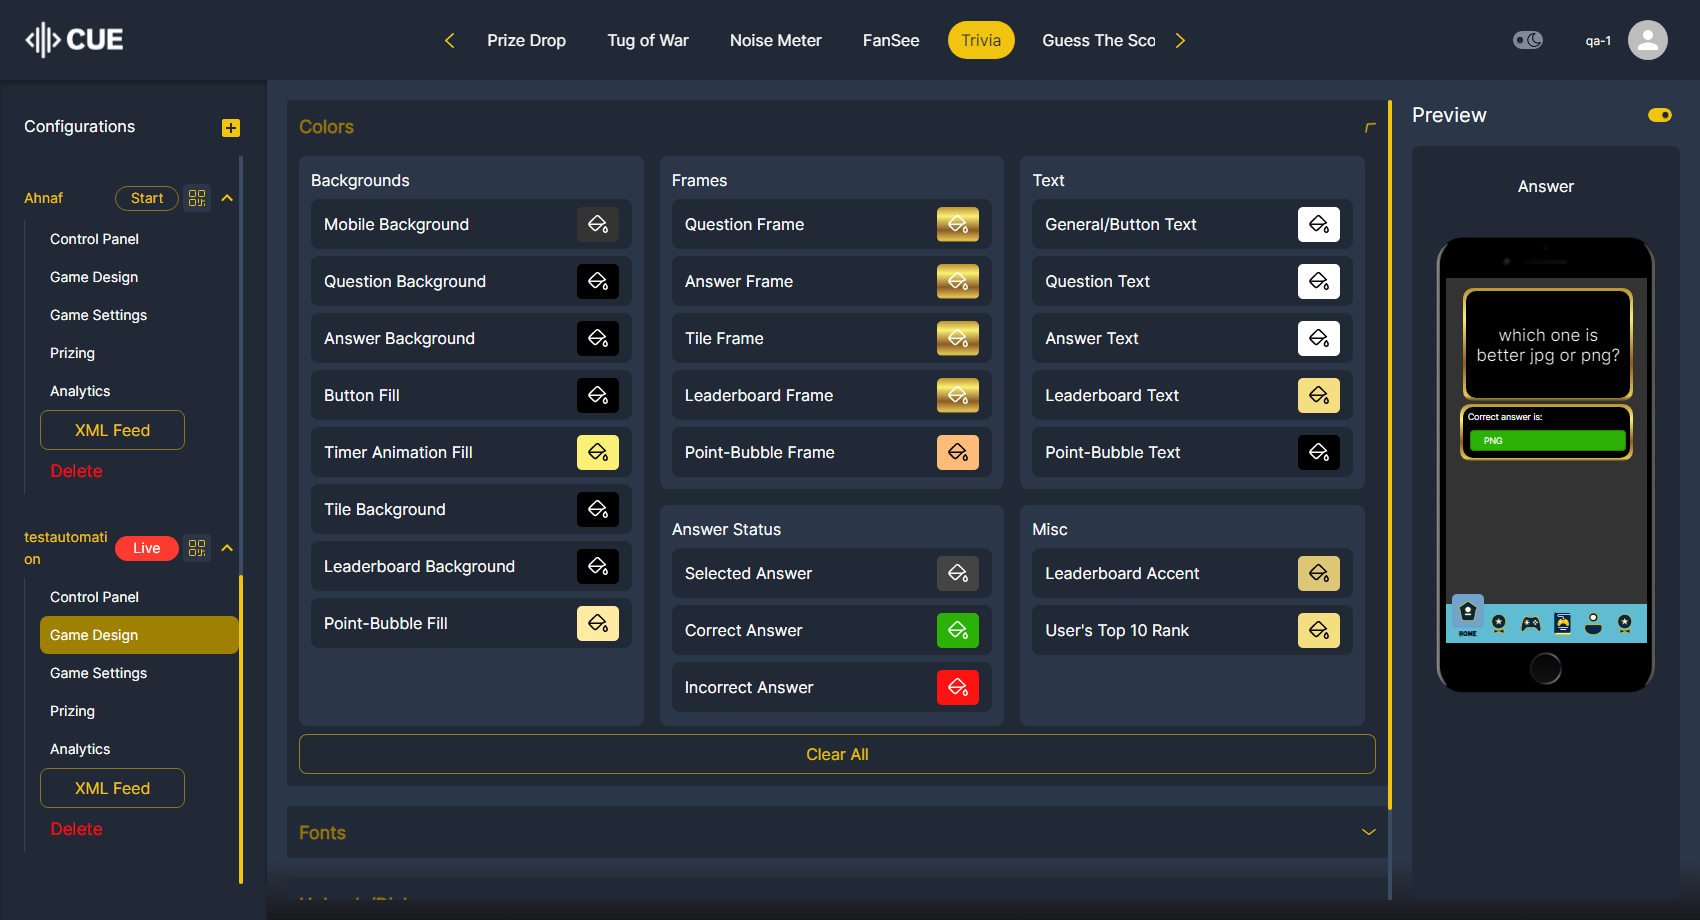 CUE
Prize Drop
Tug of War
Noise Meter
FanSee
Trivia
Guess The Sco
qa-1
Configurations
Ahnaf
Start
Control Panel
Game Design
Game Settings
Prizing
Analytics
XML Feed
Delete
testautomati
on
Live
Control Panel
Game Design
Game Settings
Prizing
Analytics
XML Feed
Delete
Colors
Backgrounds
Mobile Background
Question Background
Answer Background
Button Fill
Timer Animation Fill
Tile Background
Leaderboard Background
Point-Bubble Fill
Frames
Question Frame
Answer Frame
Tile Frame
Leaderboard Frame
Point-Bubble Frame
Text
General/Button Text
Question Text
Answer Text
Leaderboard Text
Point-Bubble Text
Answer Status
Selected Answer
Correct Answer
Incorrect Answer
Misc
Leaderboard Accent
User's Top 10 Rank
Clear All
Fonts
Preview
Answer
which one is
better jpg or png?
Correct answer is:
PNG
HOME